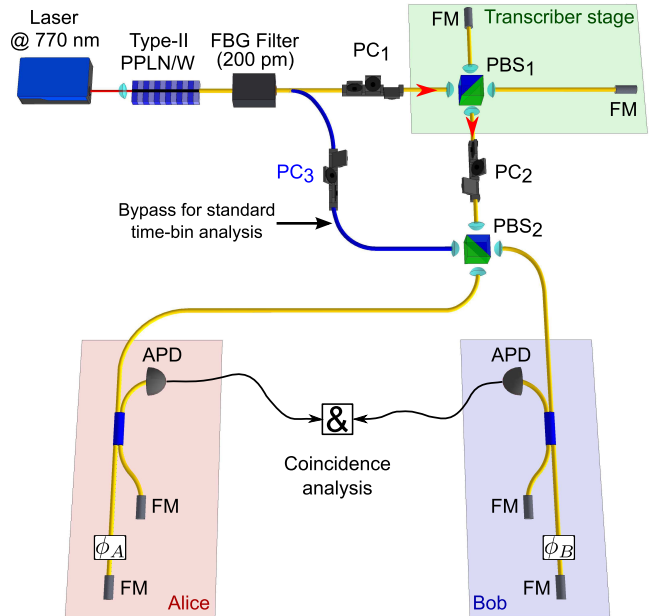 Laser
@ 770 nm
Type-II
PPLN/W
FBG Filter
(200 pm)
PC1
FM
Transcriber stage
PBS1
FM
PC3
PC2
Bypass for standard
time-bin analysis
PBS2
APD
APD
&
Coincidence
analysis
FM
FM
ϕA
ϕB
FM
FM
Alice
Bob